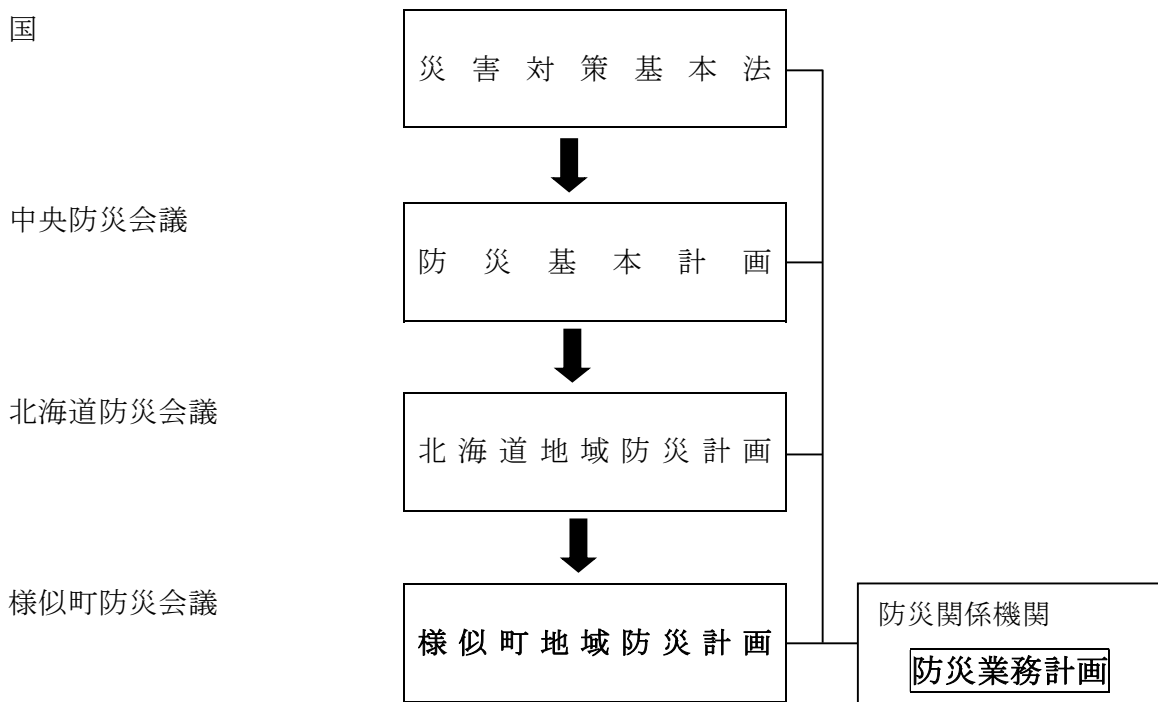 国
災害対策基本法
中央防災会議
防災基本計画
北海道防災会議
北海道地域防災計画
様似町防災会議
様似町地域防災計画
防災関係機関
防災業務計画